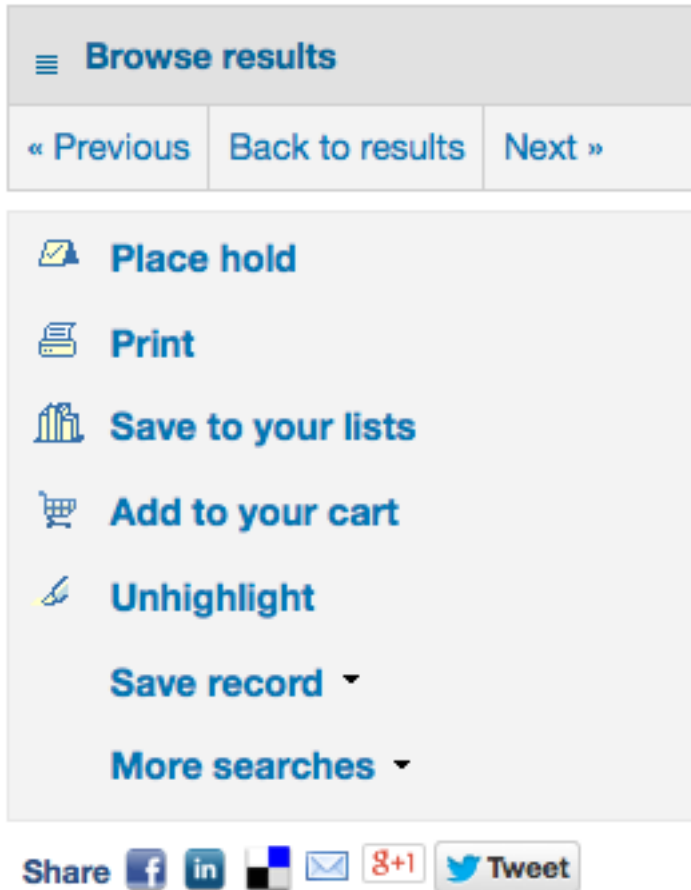 Browse results
« Previous Back to results Next »
Place hold
Print
Save to your lists
Add to your cart
Unhighlight
Save record
More searches
Share f in g+1 Tweet